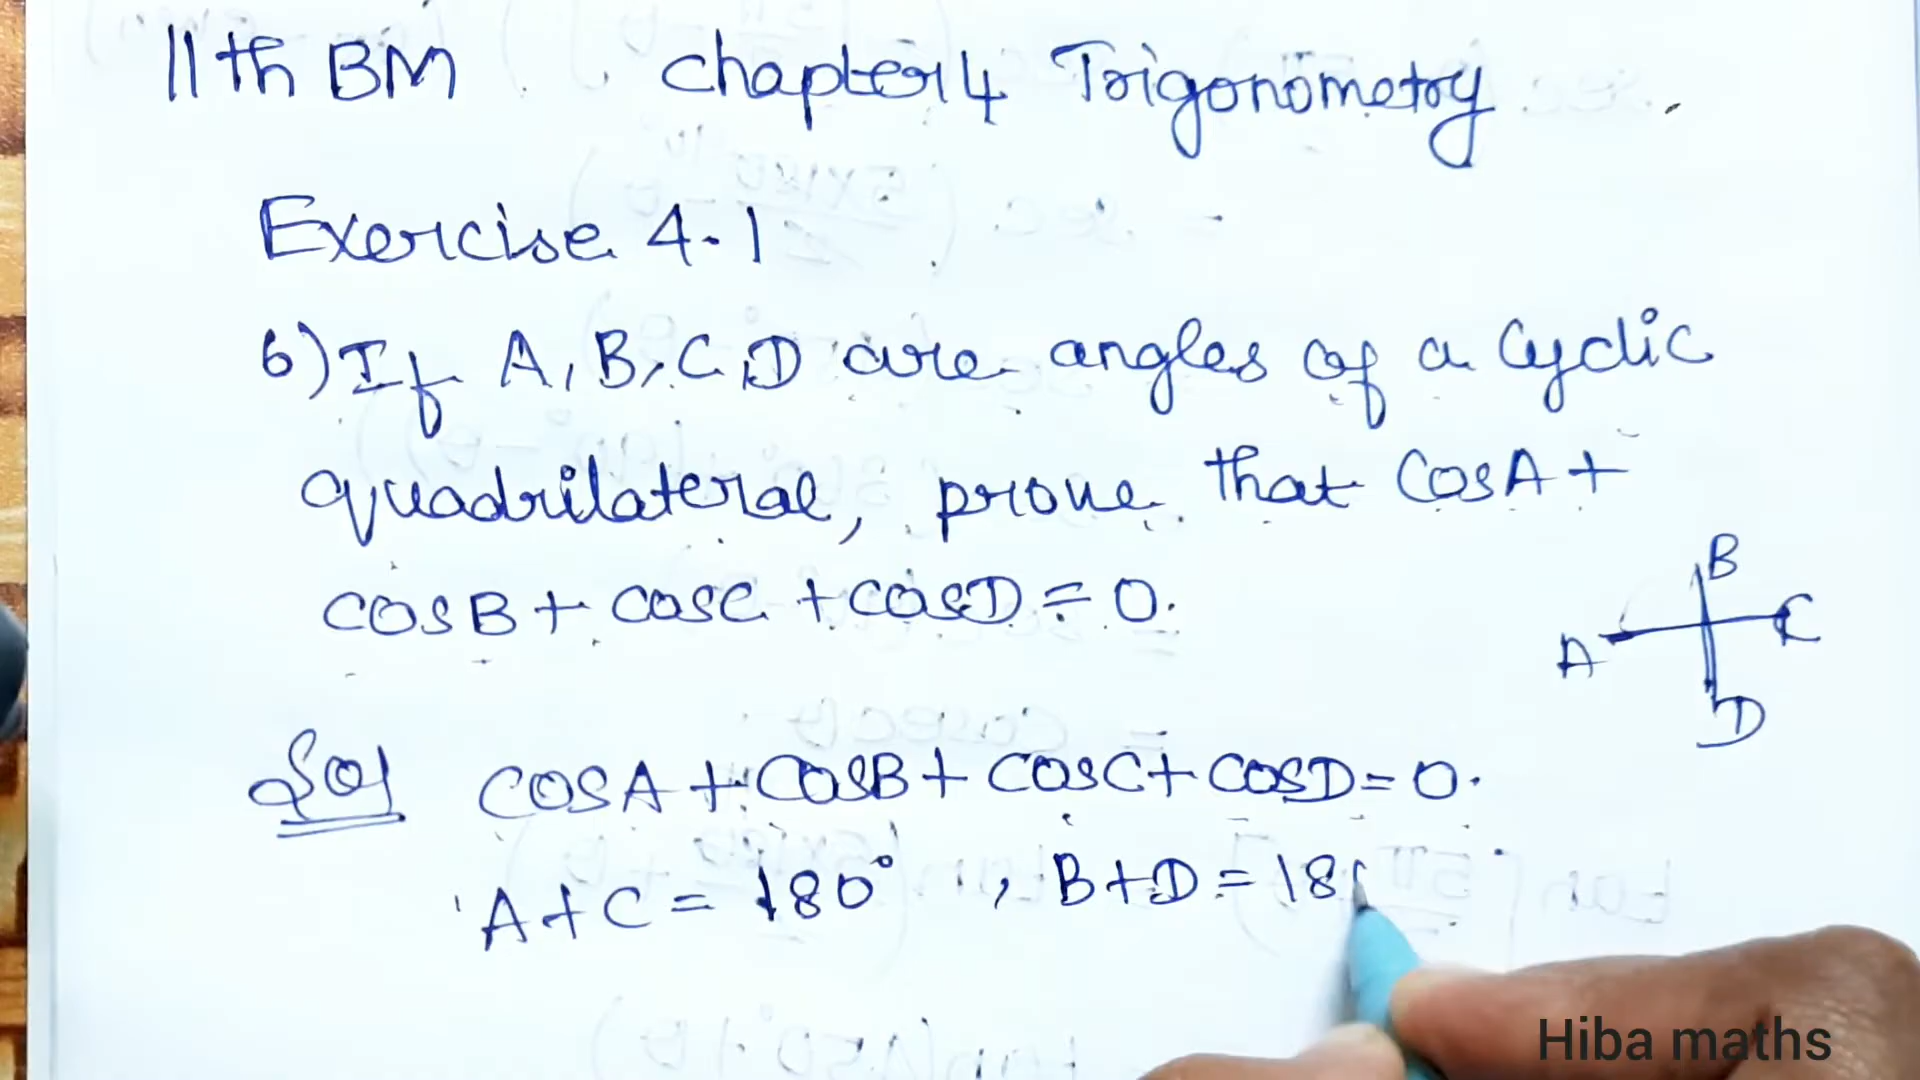 11th BM chapter 4 Trigonometry
Exercise 4.1
6) If A, B, C, D are angles of a Cyclic
quadrilateral, prove that COSA +
COSB + COSC + COSD = 0.
B
A C
D
Sol COSA + COSB + COSC + COSD = 0.
A + C = 180° , B + D = 18
Hiba maths